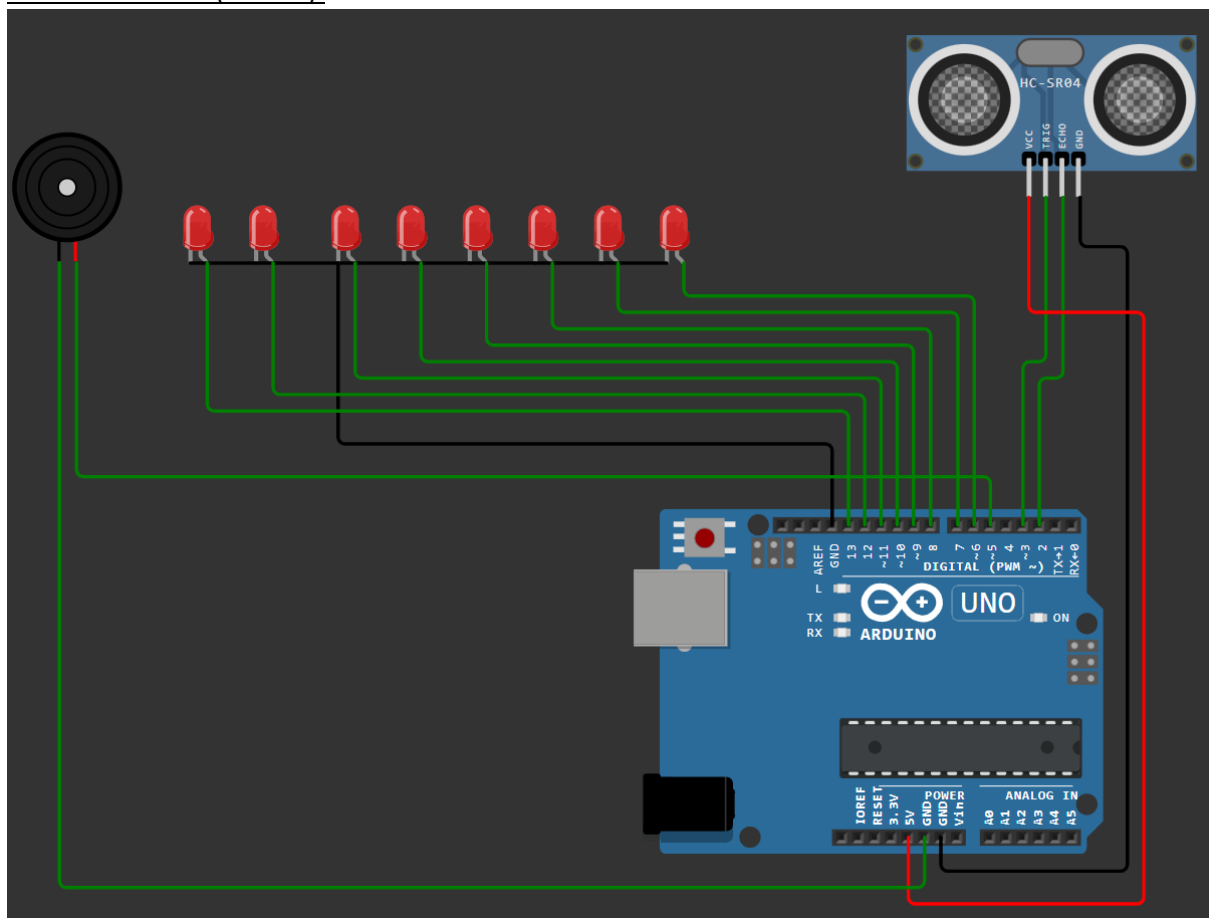 HC-SR04
VCC
TRIG
ECHO
GND
AREF
GND
13
12
~11
~10
~9
8
7
~6
~5
4
~3
2
TX→1
RX←0
DIGITAL (PWM ~)
L
TX
RX
UNO
ON
ARDUINO
POWER
ANALOG IN
IOREF
RESET
3.3V
5V
GND
GND
Vin
A0
A1
A2
A3
A4
A5